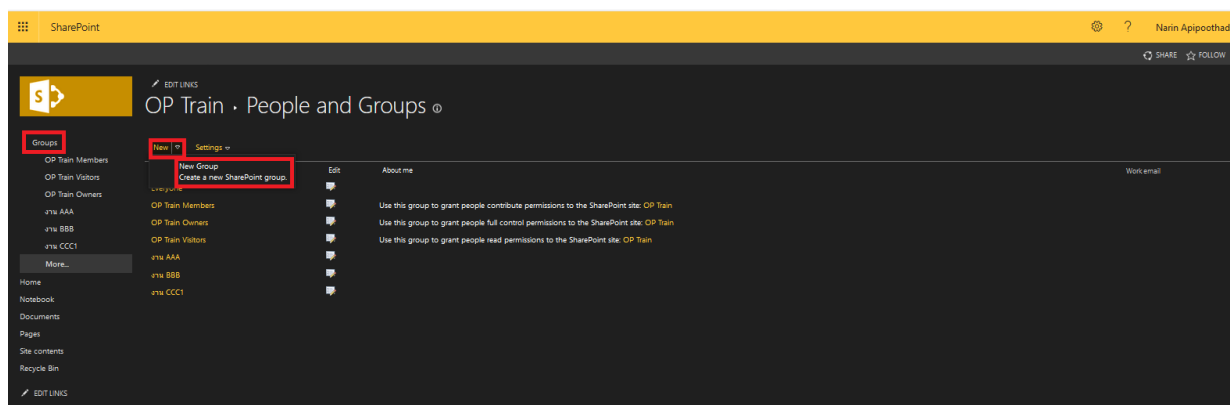 SharePoint
?
Narin Apipoothad
SHARE
FOLLOW
S
EDIT LINKS
OP Train
People and Groups
Groups
OP Train Members
OP Train Visitors
OP Train Owners
งาน AAA
งาน BBB
งาน CCC1
More...
Home
Notebook
Documents
Pages
Site contents
Recycle Bin
EDIT LINKS
New
Settings
New Group
Create a new SharePoint group.
Edit
About me
Work email
Everyone
OP Train Members
Use this group to grant people contribute permissions to the SharePoint site: OP Train
OP Train Owners
Use this group to grant people full control permissions to the SharePoint site: OP Train
OP Train Visitors
Use this group to grant people read permissions to the SharePoint site: OP Train
งาน AAA
งาน BBB
งาน CCC1